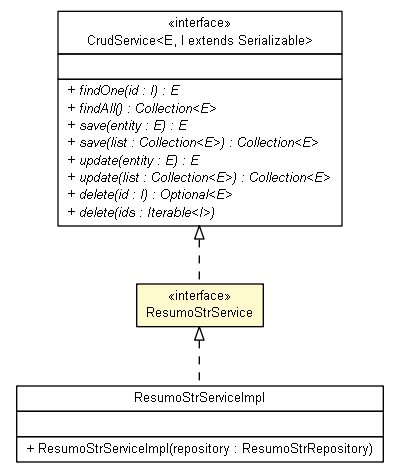 «interface»
CrudService<E, I extends Serializable>
+ findOne(id : I) : E
+ findAll() : Collection<E>
+ save(entity : E) : E
+ save(list : Collection<E>) : Collection<E>
+ update(entity : E) : E
+ update(list : Collection<E>) : Collection<E>
+ delete(id : I) : Optional<E>
+ delete(ids : Iterable<I>)
«interface»
ResumoStrService
ResumoStrServiceImpl
+ ResumoStrServiceImpl(repository : ResumoStrRepository)